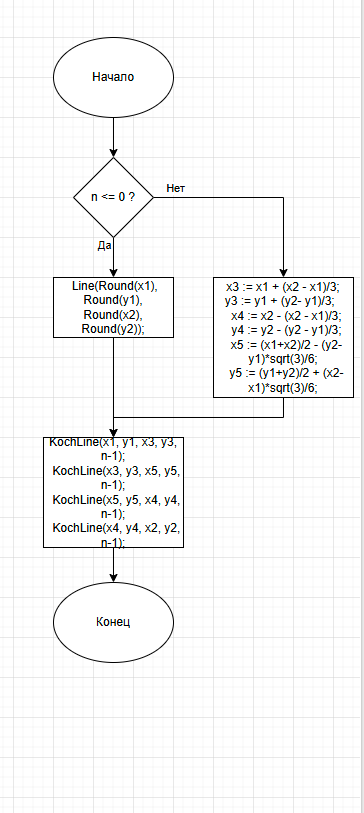 Начало
n <= 0 ?
Нет
Да
Line(Round(x1),
Round(y1),
Round(x2),
Round(y2));
x3 := x1 + (x2 - x1)/3;
y3 := y1 + (y2- y1)/3;
x4 := x2 - (x2 - x1)/3;
y4 := y2 - (y2 - y1)/3;
x5 := (x1+x2)/2 - (y2-
y1)*sqrt(3)/6;
y5 := (y1+y2)/2 + (x2-
x1)*sqrt(3)/6;
KochLine(x1, y1, x3, y3,
n-1);
KochLine(x3, y3, x5, y5,
n-1);
KochLine(x5, y5, x4, y4,
n-1);
KochLine(x4, y4, x2, y2,
n-1);
Конец